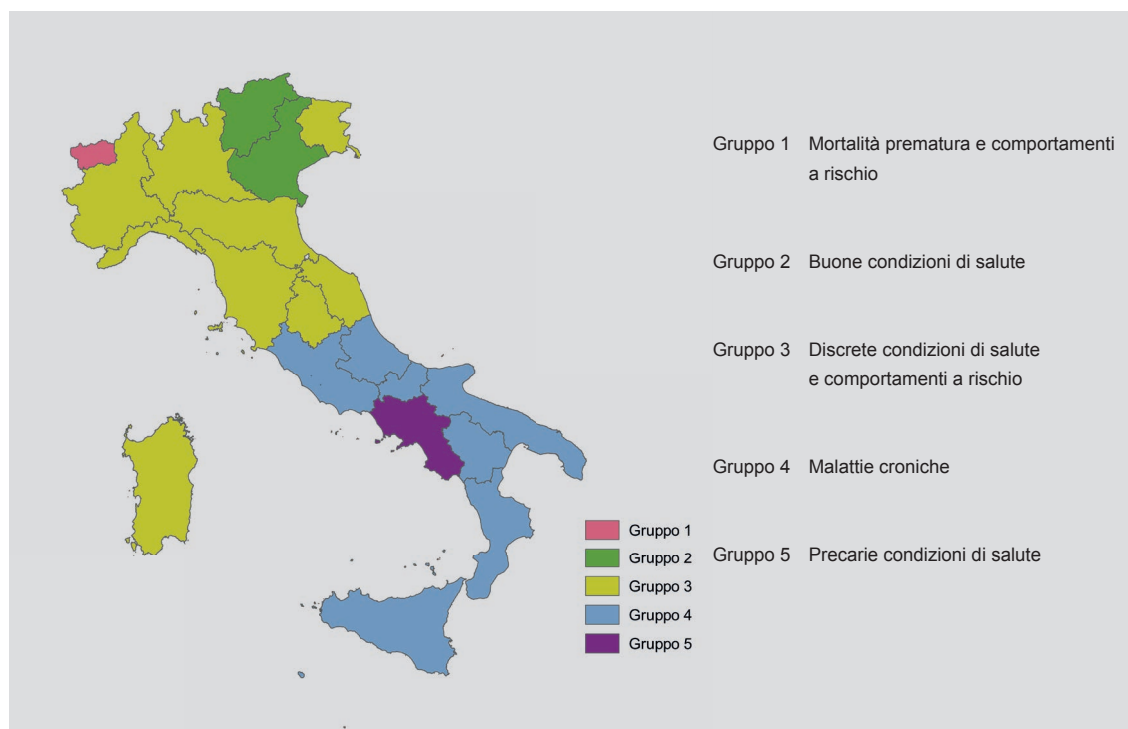 Gruppo 1 Mortalità prematura e comportamenti
a rischio
Gruppo 2 Buone condizioni di salute
Gruppo 3 Discrete condizioni di salute
e comportamenti a rischio
Gruppo 4 Malattie croniche
Gruppo 5 Precarie condizioni di salute
Gruppo 1
Gruppo 2
Gruppo 3
Gruppo 4
Gruppo 5